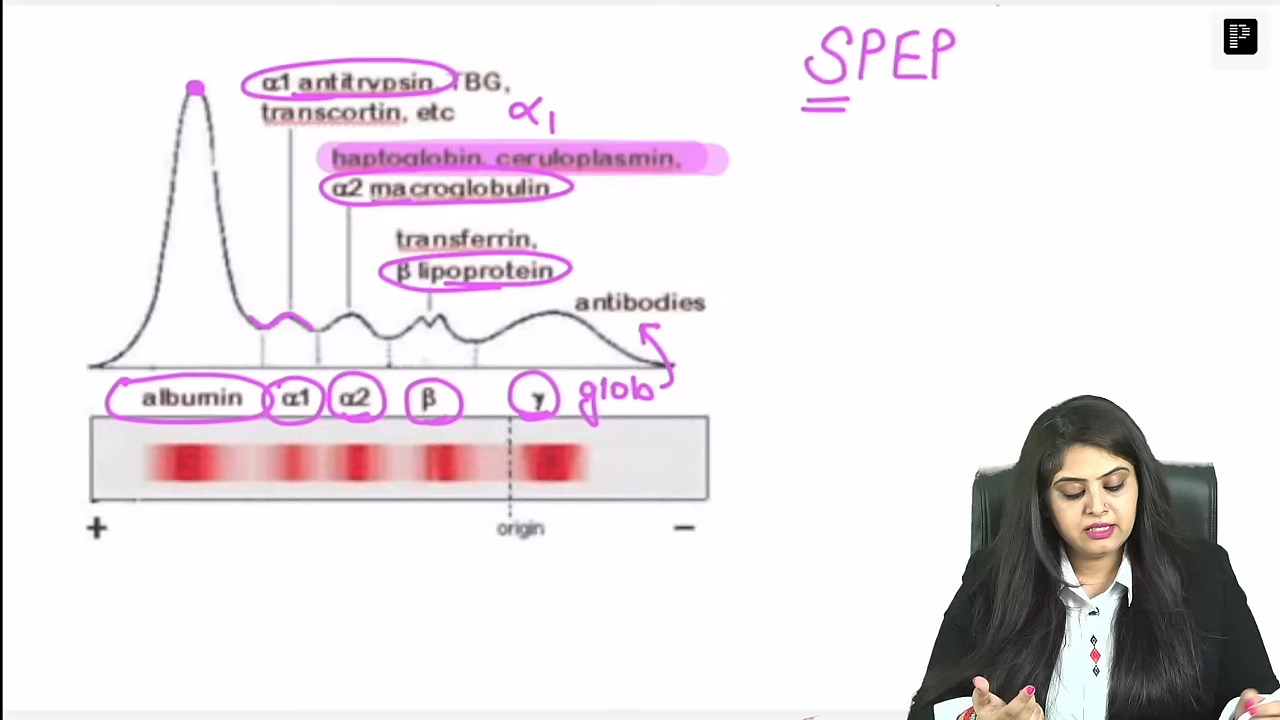 SPEP
P
α1 antitrypsin, TBG,
transcortin, etc
α1
haptoglobin, ceruloplasmin,
α2 macroglobulin
transferrin,
β lipoprotein
antibodies
albumin α1 α2 β γ glob
+ origin −